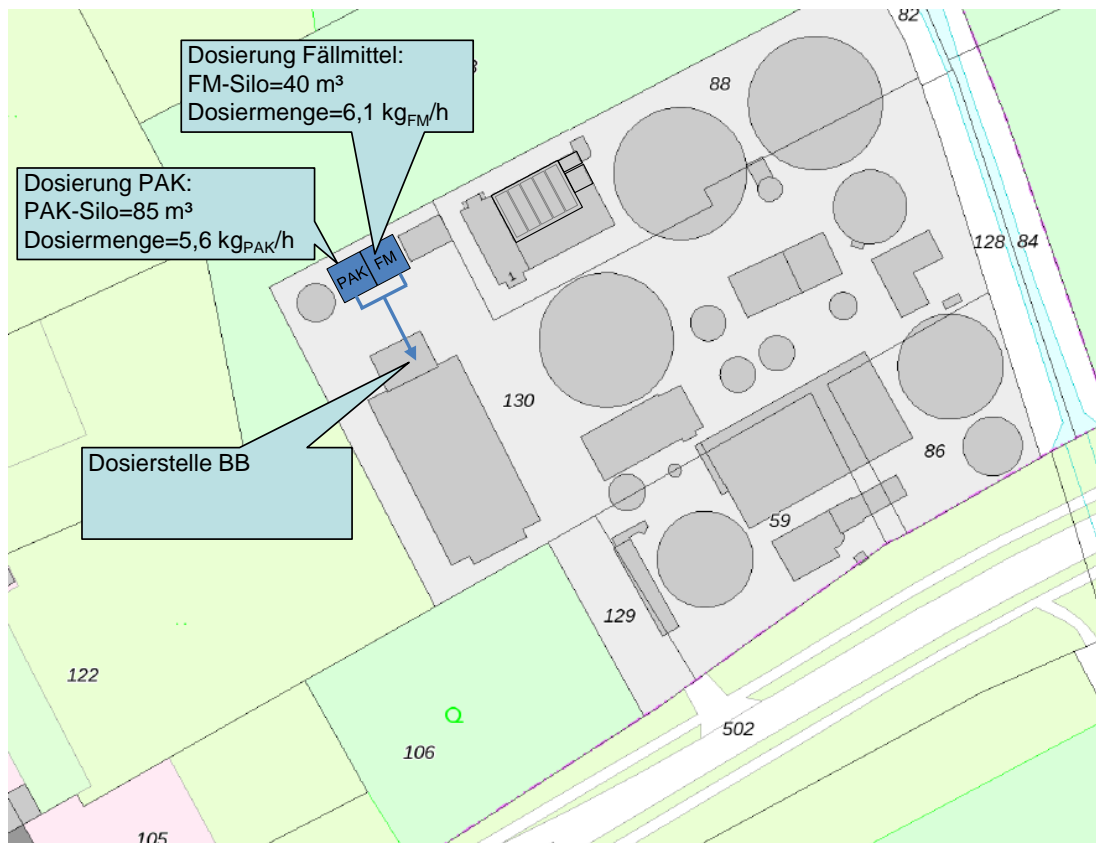 Dosierung Fällmittel:
FM-Silo=40 m³
Dosiermenge=6,1 kgFM/h
Dosierung PAK:
PAK-Silo=85 m³
Dosiermenge=5,6 kgPAK/h
PAK
FM
Dosierstelle BB
82
88
1
128
84
130
86
59
129
122
106
502
105